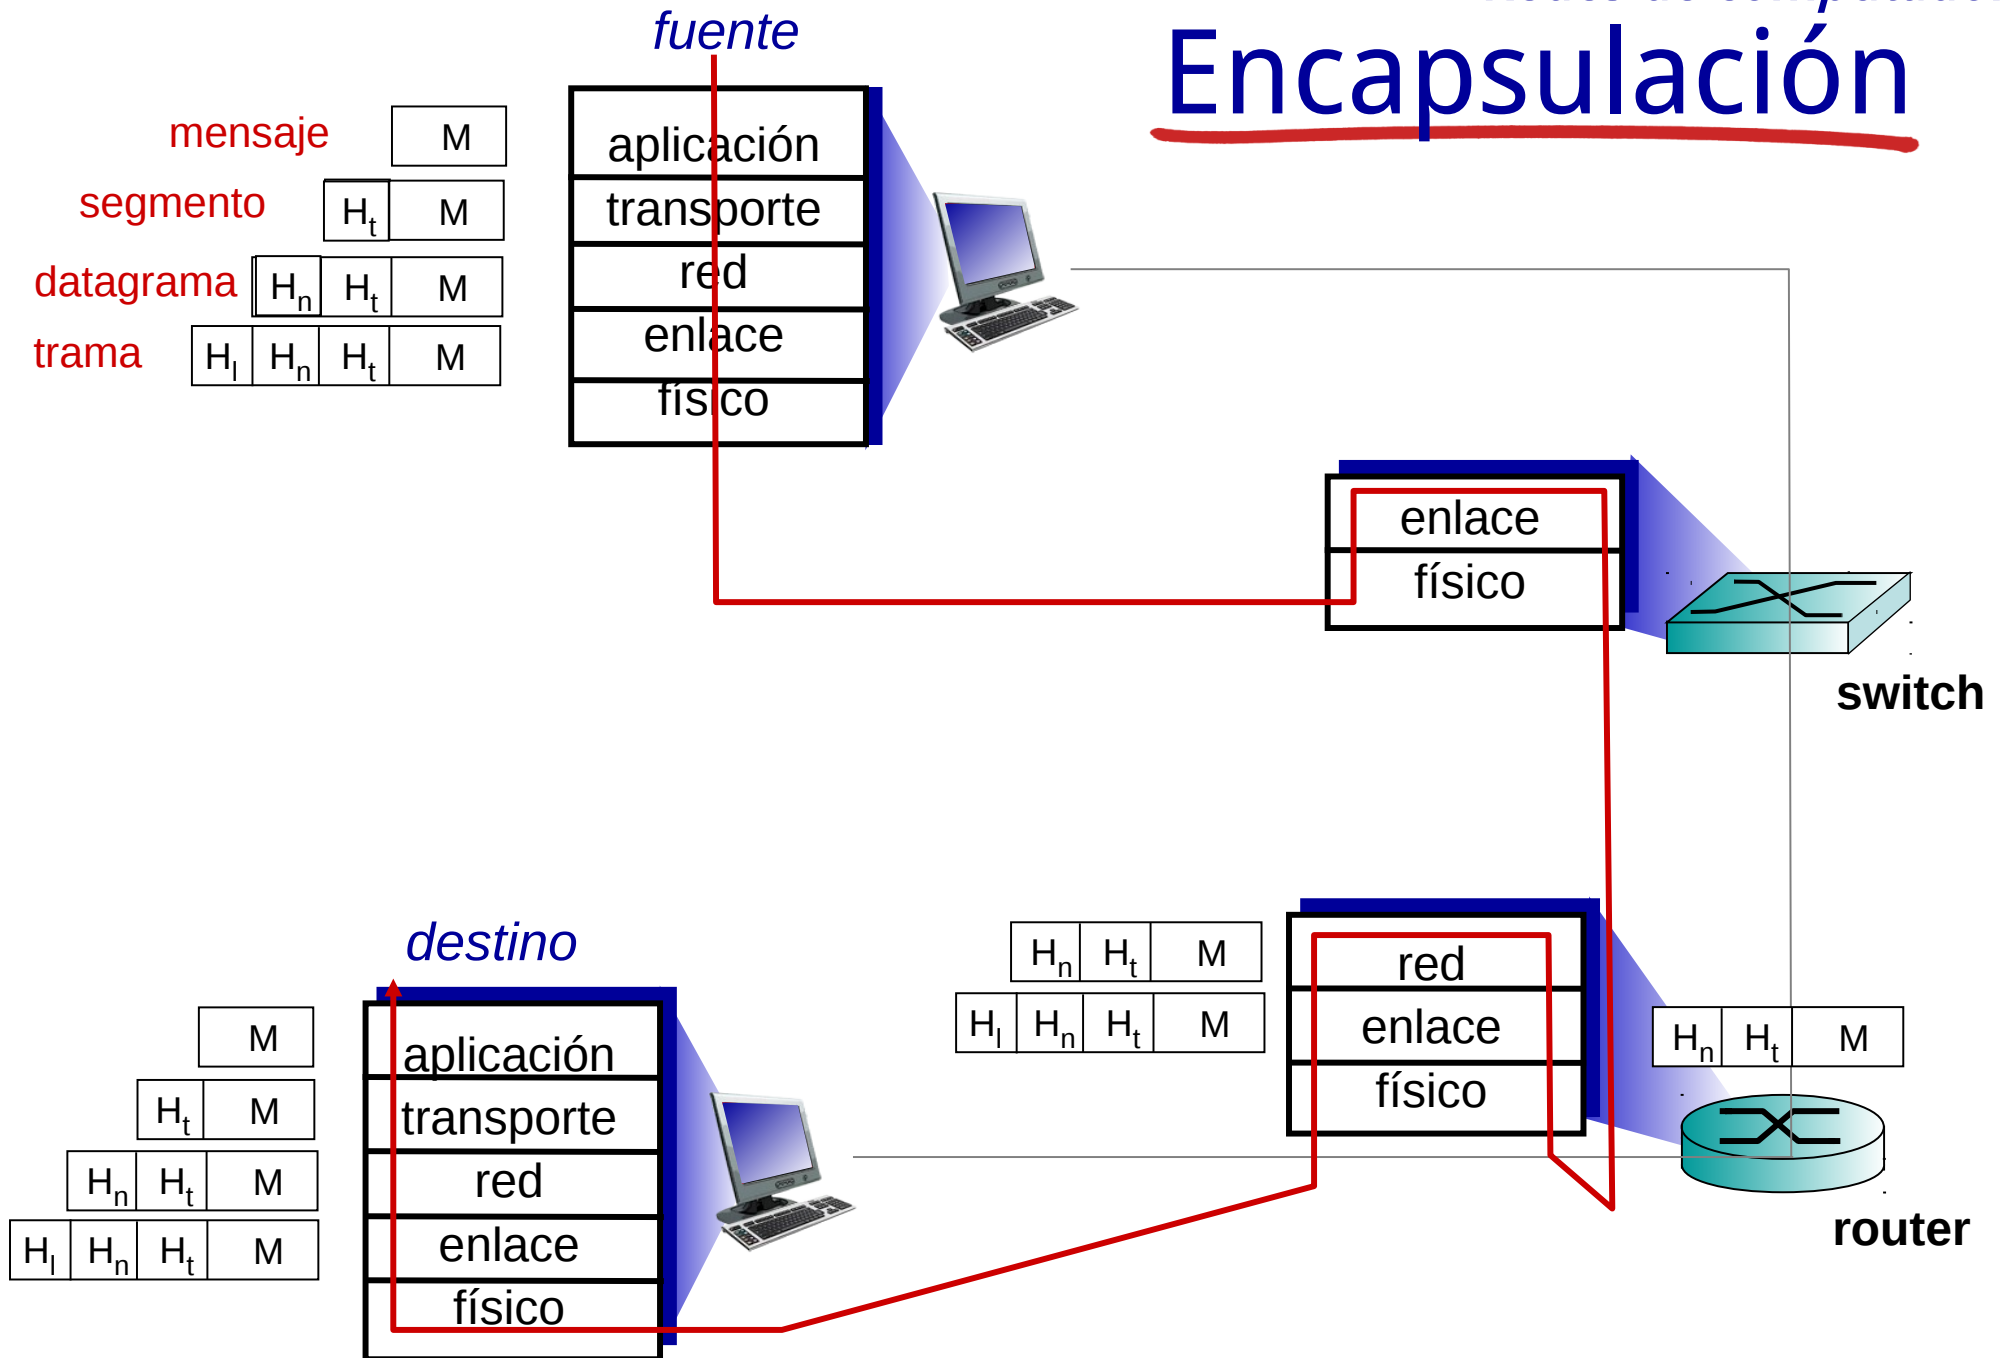 fuente
Encapsulación
mensaje
M
aplicación
segmento
Ht
M
transporte
datagrama
Hn
Ht
M
red
trama
Hl
Hn
Ht
M
enlace
físico
enlace
físico
switch
destino
Hn
Ht
M
red
Hl
Hn
Ht
M
enlace
físico
Hn
Ht
M
router
M
aplicación
Ht
M
transporte
Hn
Ht
M
red
Hl
Hn
Ht
M
enlace
físico